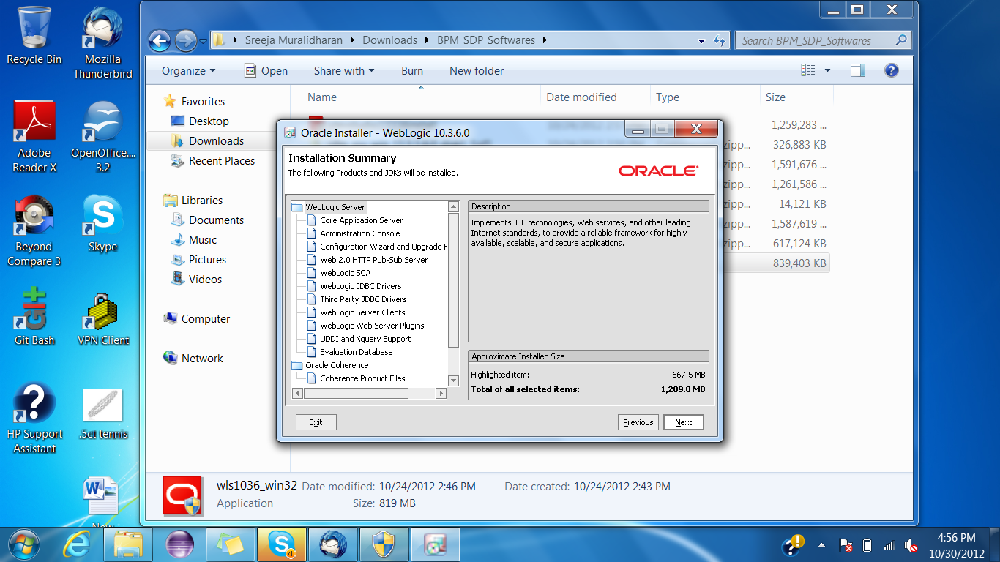 Recycle Bin
Mozilla
Thunderbird
Adobe
Reader X
OpenOffice....
3.2
Beyond
Compare 3
Skype
Git Bash
VPN Client
HP Support
Assistant
.5ct tennis
Sreeja Muralidharan
Downloads
BPM_SDP_Softwares
Search BPM_SDP_Softwares
Organize
Open
Share with
Burn
New folder
Name
Date modified
Type
Size
Favorites
Desktop
Downloads
Recent Places
Libraries
Documents
Music
Pictures
Videos
Computer
Network
1,259,283 ...
zipp... 326,883 KB
zipp... 1,591,676 ...
zipp... 1,261,586 ...
14,121 KB
zipp... 1,587,619 ...
zipp... 617,124 KB
839,403 KB
Oracle Installer - WebLogic 10.3.6.0
Installation Summary
The following Products and JDKs will be installed.
ORACLE
WebLogic Server
Core Application Server
Administration Console
Configuration Wizard and Upgrade F
Web 2.0 HTTP Pub-Sub Server
WebLogic SCA
WebLogic JDBC Drivers
Third Party JDBC Drivers
WebLogic Server Clients
WebLogic Web Server Plugins
UDDI and Xquery Support
Evaluation Database
Oracle Coherence
Coherence Product Files
Description
Implements JEE technologies, Web services, and other leading
Internet standards, to provide a reliable framework for highly
available, scalable, and secure applications.
Approximate Installed Size
Highlighted item: 667.5 MB
Total of all selected items: 1,289.8 MB
Exit
Previous
Next
wls1036_win32
Date modified: 10/24/2012 2:46 PM
Date created: 10/24/2012 2:43 PM
Application
Size: 819 MB
4
4:56 PM
10/30/2012